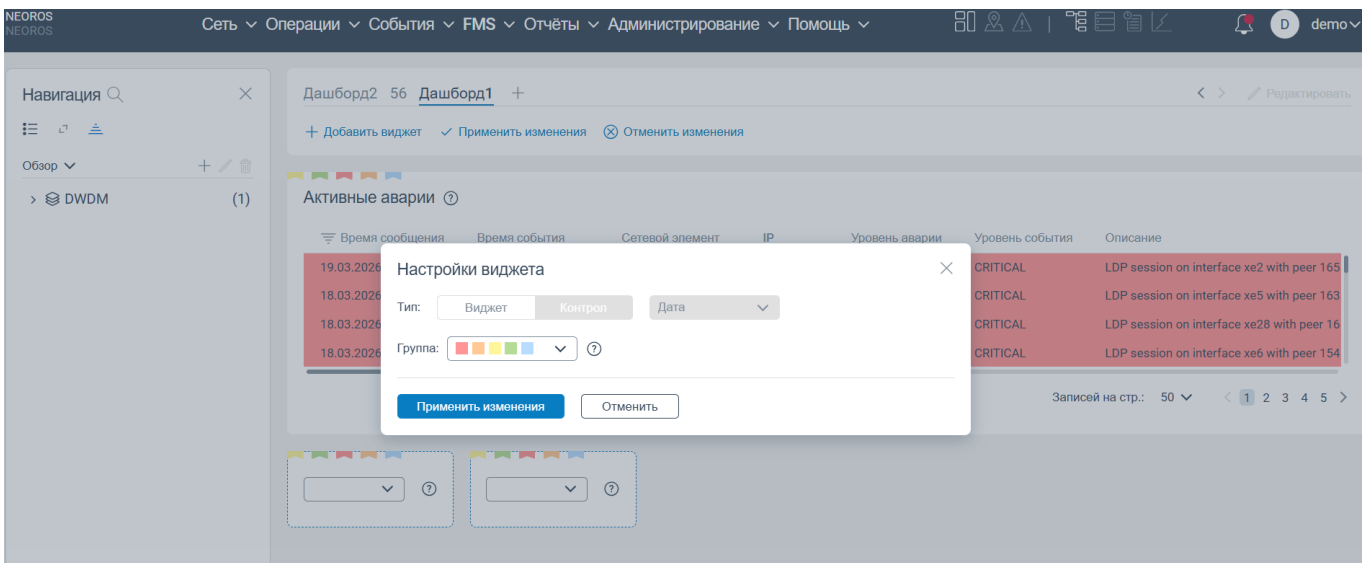 NEOROS
NEOROS
Сеть Операции События FMS Отчёты Администрирование Помощь
D demo
Навигация
Дашборд2 56 Дашборд1 +
Редактировать
+ Добавить виджет Применить изменения Отменить изменения
Обзор
DWDM (1)
Активные аварии ?
Время сообщения Время события Сетевой элемент IP Уровень аварии Уровень события Описание
19.03.2026 CRITICAL LDP session on interface xe2 with peer 165
18.03.2026 CRITICAL LDP session on interface xe5 with peer 163
18.03.2026 CRITICAL LDP session on interface xe28 with peer 16
18.03.2026 CRITICAL LDP session on interface xe6 with peer 154
Настройки виджета
Тип: Виджет Контрол Дата
Группа: ?
Применить изменения Отменить
Записей на стр.: 50 < 1 2 3 4 5 >
? ?